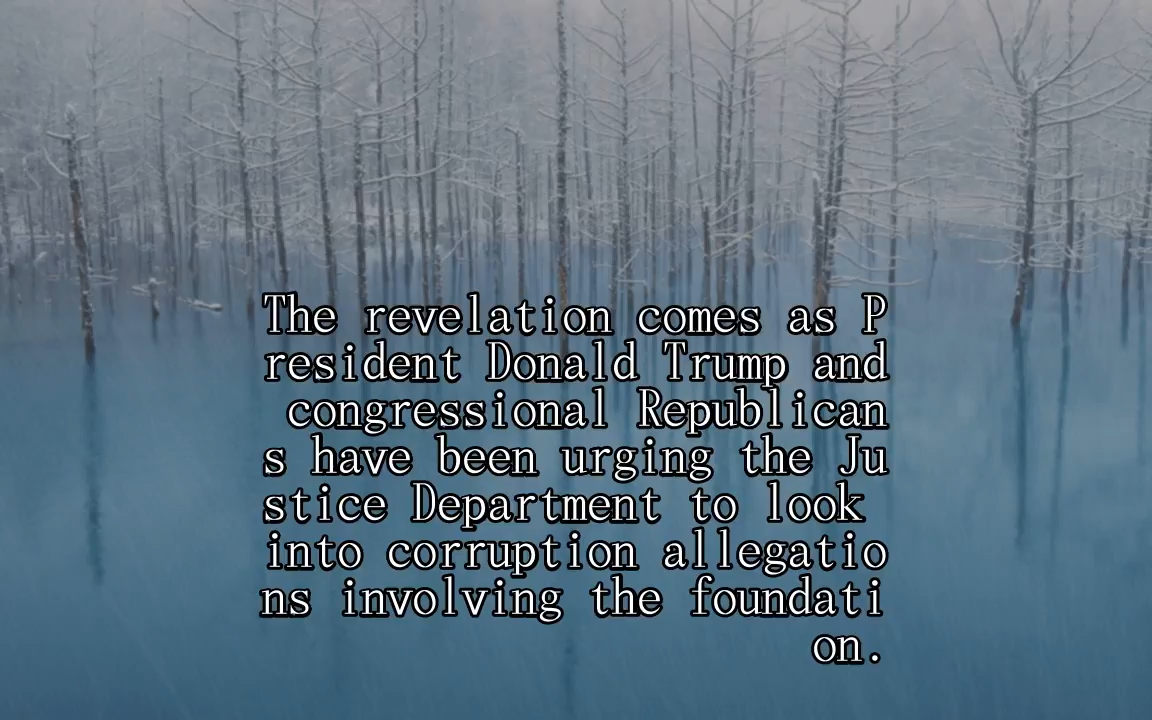 The revelation comes as P
resident Donald Trump and
 congressional Republican
s have been urging the Ju
stice Department to look 
into corruption allegatio
ns involving the foundati
on.